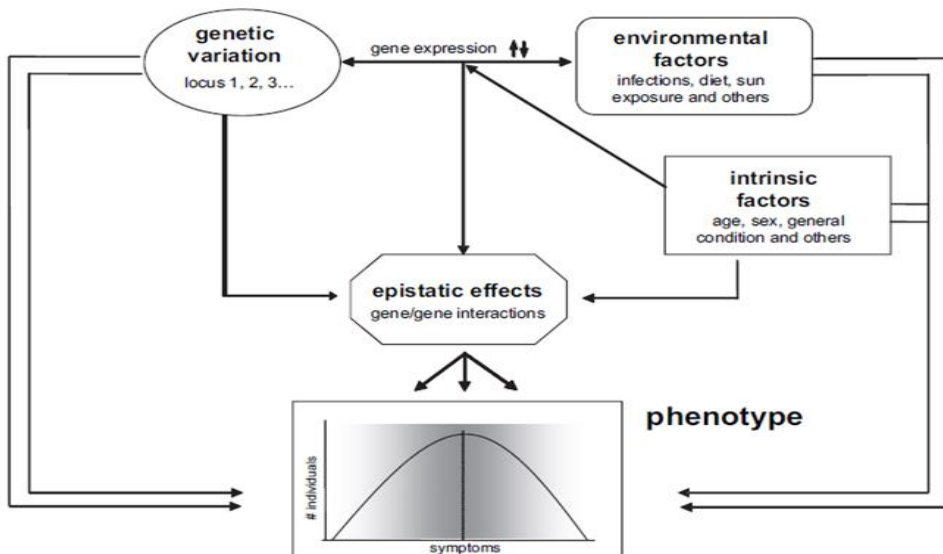 genetic
variation
locus 1, 2, 3...
gene expression
environmental
factors
infections, diet, sun
exposure and others
intrinsic
factors
age, sex, general
condition and others
epistatic effects
gene/gene interactions
phenotype
# individuals
symptoms